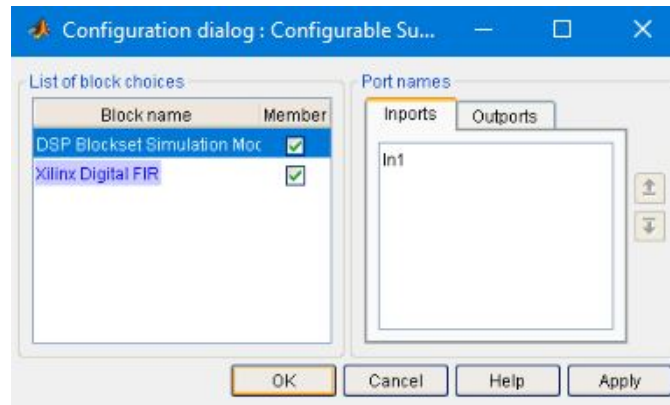 Configuration dialog : Configurable Su...
List of block choices
Block name
Member
DSP Blockset Simulation Moc
Xilinx Digital FIR
Port names
Inports
Outports
In1
OK
Cancel
Help
Apply